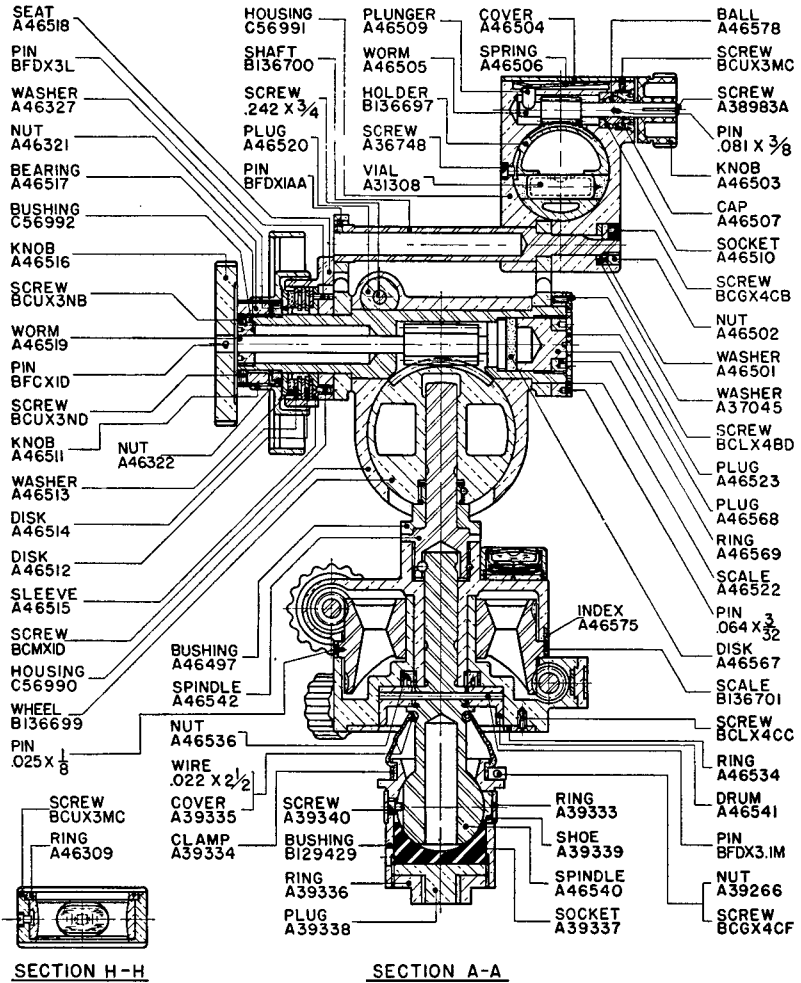 SEAT
A46518
PIN
BFDX3L
WASHER
A46327
NUT
A46321
BEARING
A46517
BUSHING
C56992
KNOB
A46516
SCREW
BCUX3NB
WORM
A46519
PIN
BFCX1D
SCREW
BCUX3ND
KNOB
A46511
NUT
A46322
WASHER
A46513
DISK
A46514
DISK
A46512
SLEEVE
A46515
SCREW
BCMX1D
HOUSING
C56990
WHEEL
B136699
PIN
.025 X 1/8
HOUSING
C56991
SHAFT
B136700
SCREW
.242 X 3/4
PLUG
A46520
PIN
BFDX1AA
PLUNGER
A46509
WORM
A46505
HOLDER
B136697
SCREW
A36748
VIAL
A31308
COVER
A46504
SPRING
A46506
BALL
A46578
SCREW
BCUX3MC
SCREW
A38983A
PIN
.081 X 3/8
KNOB
A46503
CAP
A46507
SOCKET
A46510
SCREW
BCGX4CB
NUT
A46502
WASHER
A46501
WASHER
A37045
SCREW
BCLX4BD
PLUG
A46523
PLUG
A46568
RING
A46569
SCALE
A46522
PIN
.064 X 3/32
DISK
A46567
SCALE
B136701
INDEX
A46575
SCREW
BCLX4CC
RING
A46534
DRUM
A46541
PIN
BFDX3.1M
NUT
A39266
SCREW
BCGX4CF
BUSHING
A46497
SPINDLE
A46542
NUT
A46536
WIRE
.022 X 2 1/2
COVER
A39335
CLAMP
A39334
SCREW
A39340
BUSHING
B129429
RING
A39336
PLUG
A39338
RING
A39333
SHOE
A39339
SPINDLE
A46540
SOCKET
A39337
SCREW
BCUX3MC
RING
A46309
SECTION H-H
SECTION A-A